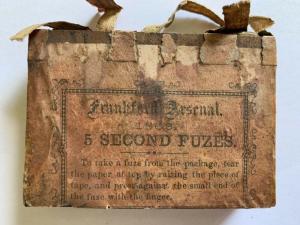 Frankford Arsenal.
5 SECOND FUZES.
To take a fuze from the package, tear
the paper at top by raising the piece of
tape, and press against the small end of
the fuze with the finger.